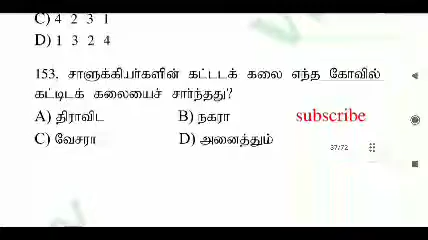 C) 4 2 3 1
D) 1 3 2 4
153. சாளுக்கியர்களின் கட்டடக் கலை எந்த கோவில்
கட்டிடக் கலையைச் சார்ந்தது?
A) திராவிட B) நகரா
subscribe
C) வேசரா D) அனைத்தும்
37/72